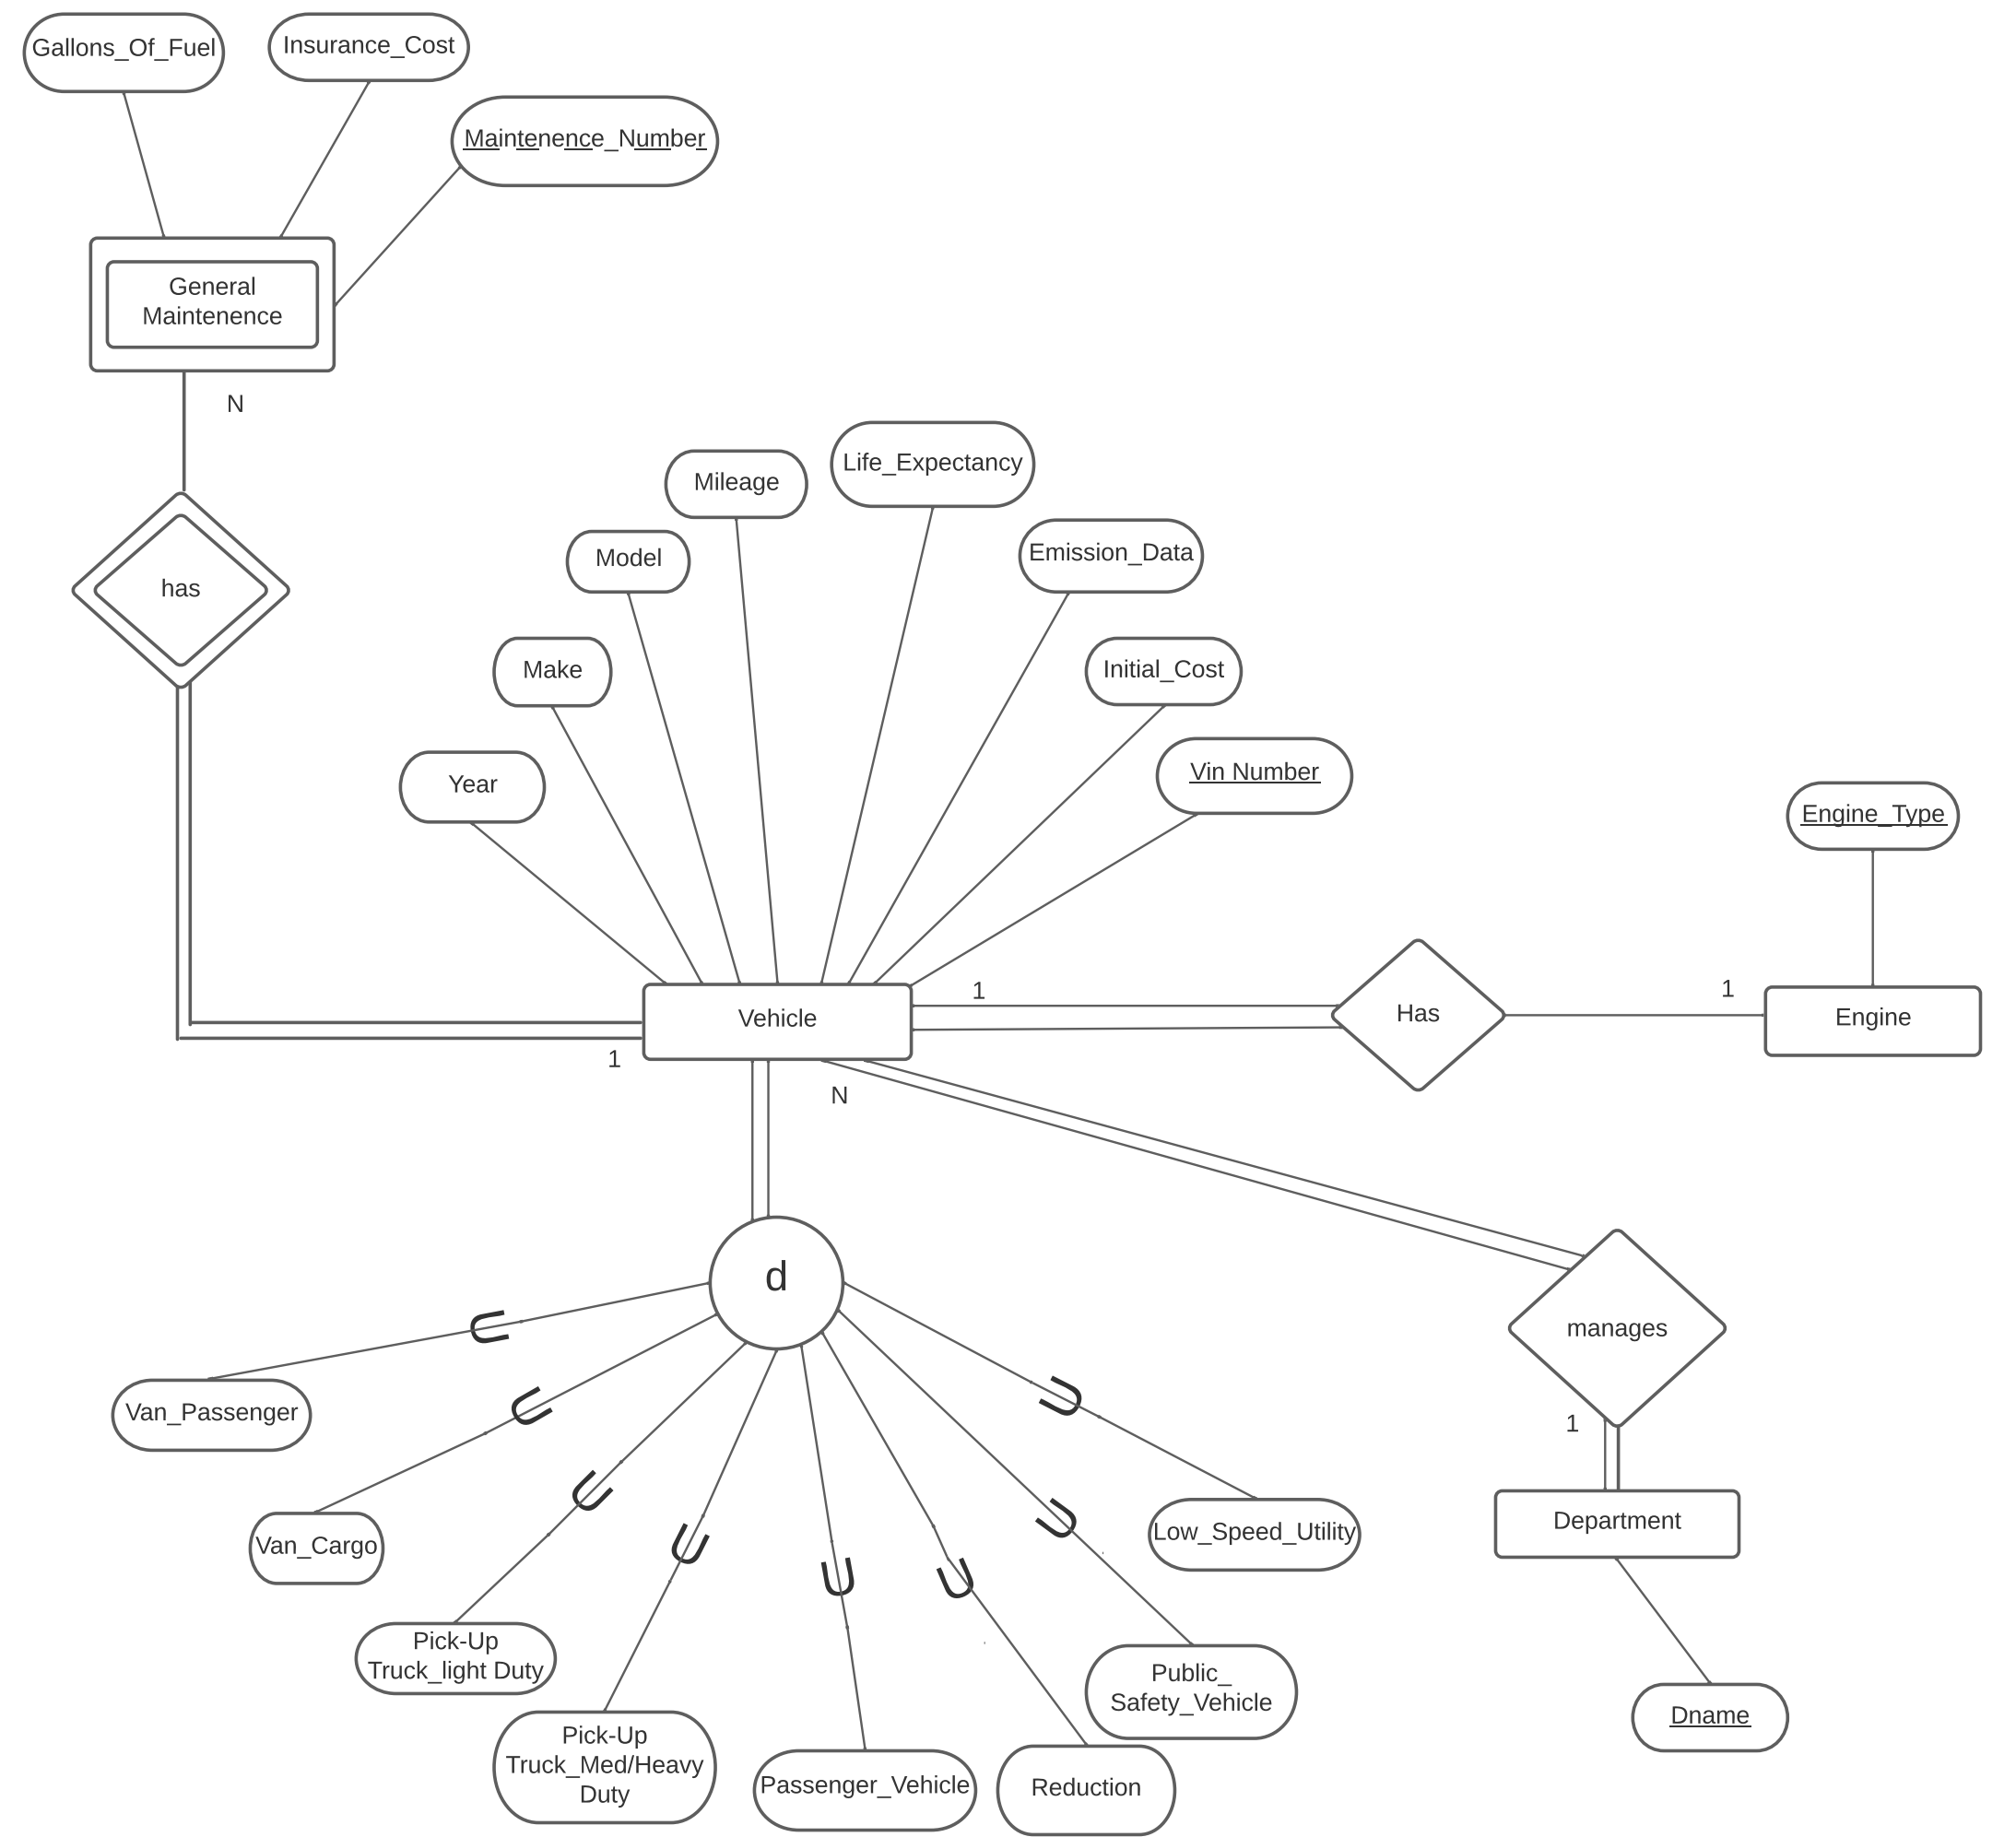 Gallons_Of_Fuel
Insurance_Cost
Maintenence_Number
General
Maintenence
N
has
Life_Expectancy
Mileage
Model
Emission_Data
Make
Initial_Cost
Year
Vin Number
Engine_Type
Vehicle
1
Has
1
Engine
1
N
d
manages
1
Van_Passenger
Van_Cargo
Pick-Up
Truck_light Duty
Pick-Up
Truck_Med/Heavy
Duty
Passenger_Vehicle
Reduction
Public_
Safety_Vehicle
Low_Speed_Utility
Department
Dname
U
U
U
U
U
U
U
U